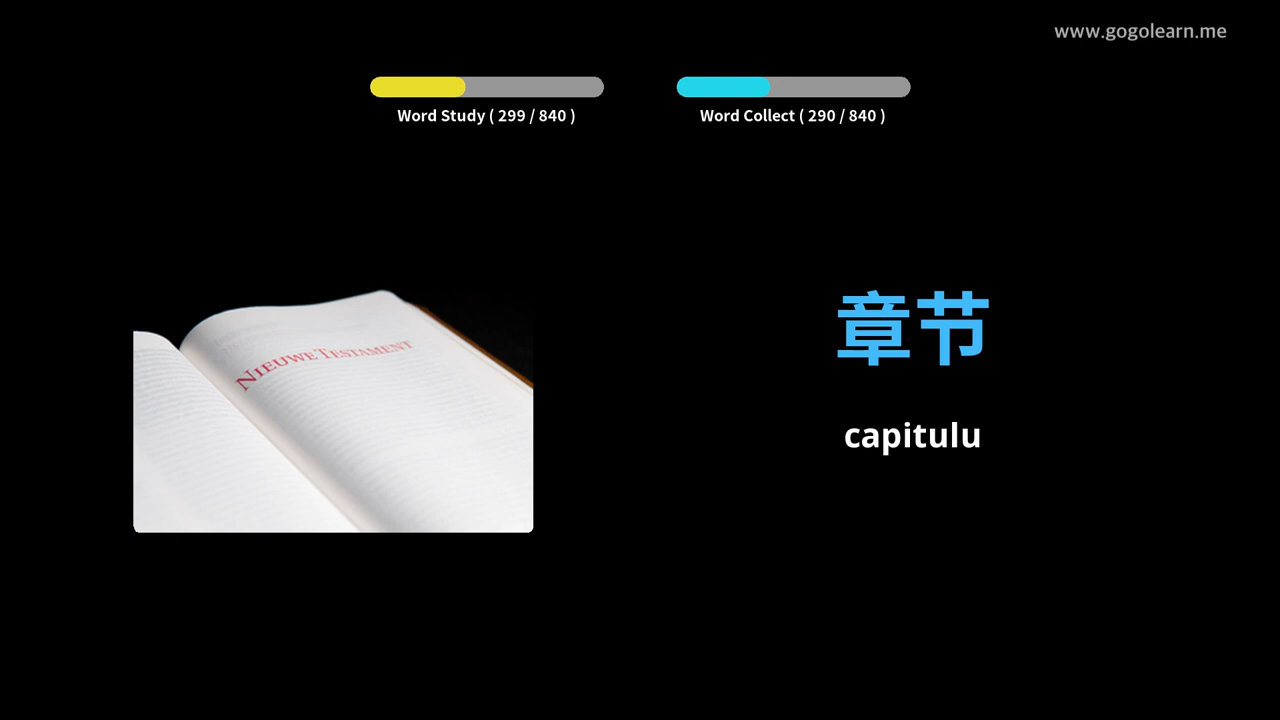 www.gogolearn.me
Word Study ( 299 / 840 )
Word Collect ( 290 / 840 )
NIEUWE TESTAMENT
章节
capitulu